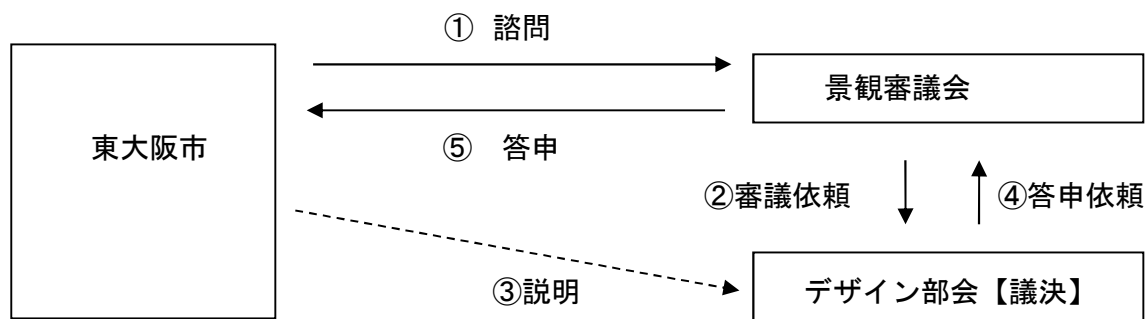 ① 諮問
景観審議会
東大阪市
⑤ 答申
②審議依頼
④答申依頼
③説明
デザイン部会【議決】